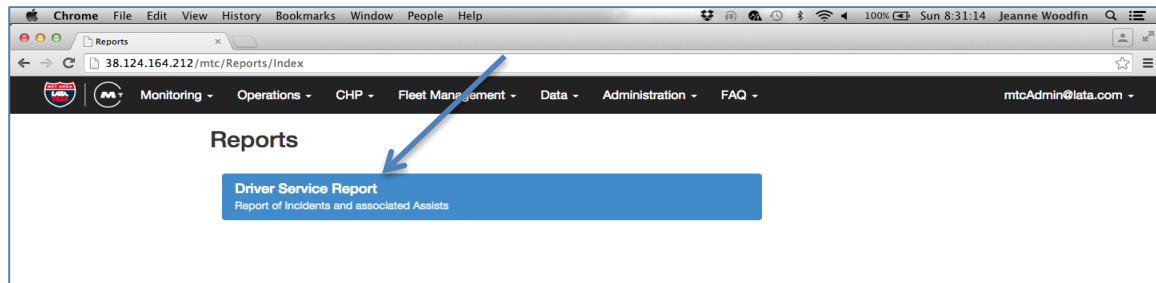 Chrome File Edit View History Bookmarks Window People Help 100% Sun 8:31:14 Jeanne Woodfin
Reports
38.124.164.212/mtc/Reports/Index
Monitoring Operations CHP Fleet Management Data Administration FAQ mtcAdmin@lata.com
Reports
Driver Service Report
Report of Incidents and associated Assists